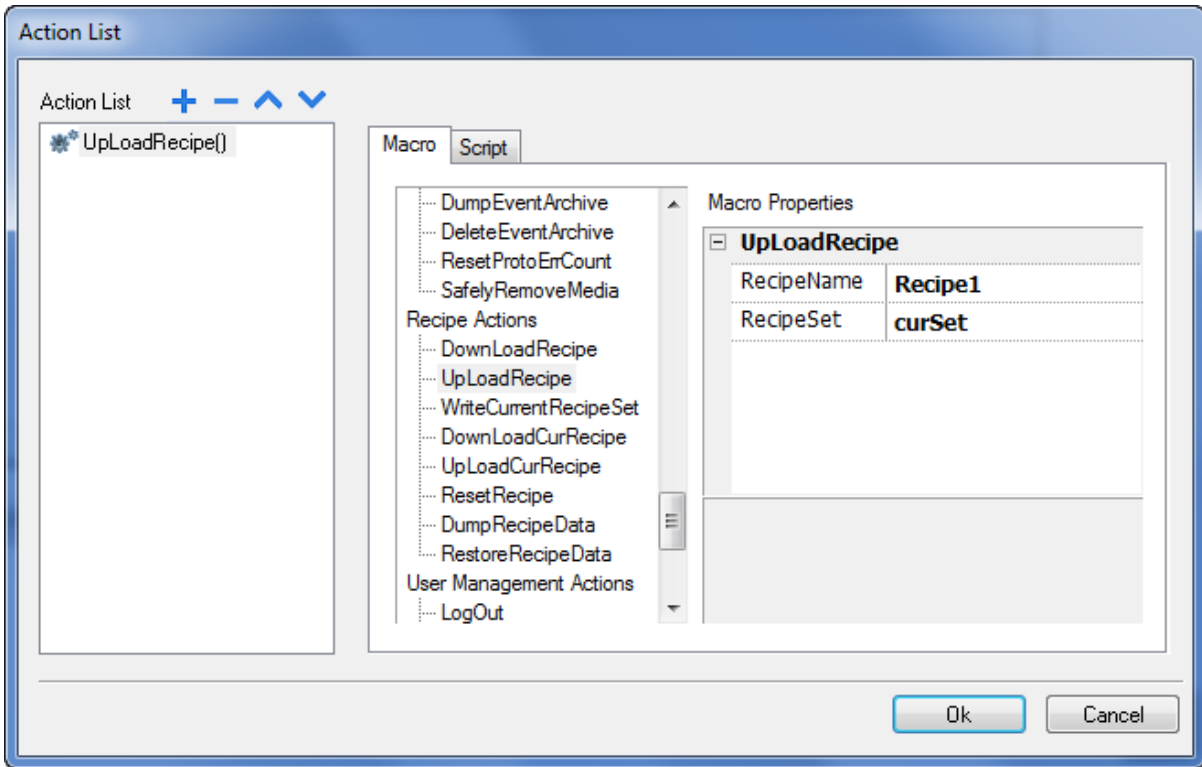 Action List
Action List
UpLoadRecipe()
Macro
Script
DumpEventArchive
DeleteEventArchive
ResetProtoErrCount
SafelyRemoveMedia
Recipe Actions
DownLoadRecipe
UpLoadRecipe
WriteCurrentRecipeSet
DownLoadCurRecipe
UpLoadCurRecipe
ResetRecipe
DumpRecipeData
RestoreRecipeData
User Management Actions
LogOut
Macro Properties
UpLoadRecipe
RecipeName Recipe1
RecipeSet curSet
Ok
Cancel